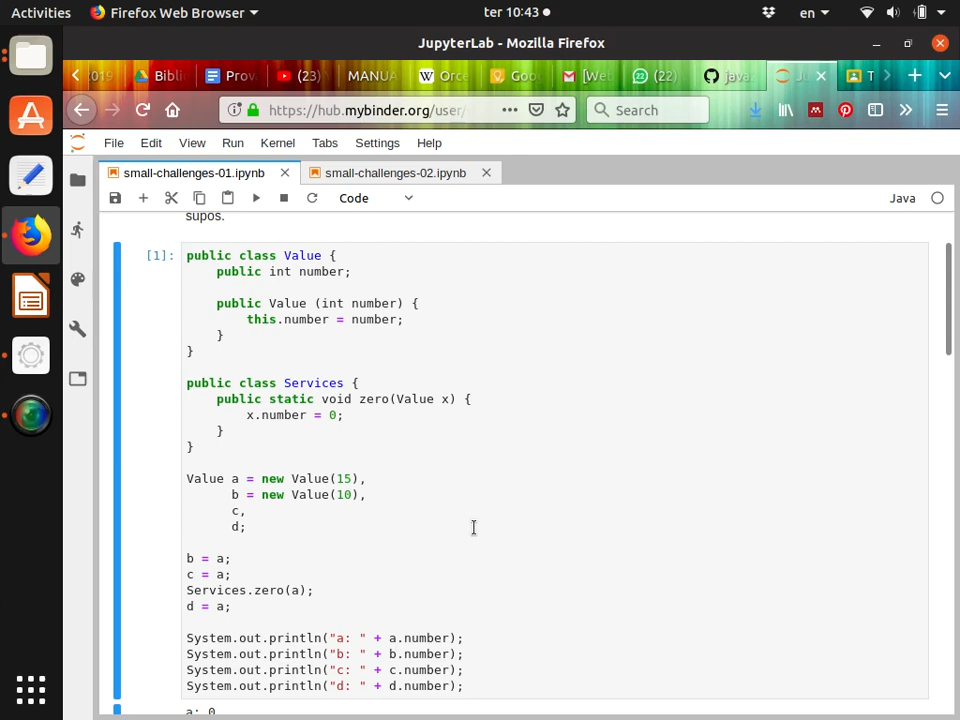 Activities Firefox Web Browser ter 10:43 en
JupyterLab - Mozilla Firefox
2019 Bibli Prov (23) MANUA W Orce Goo [We (22) java Ju T
https://hub.mybinder.org/user/ Search
File Edit View Run Kernel Tabs Settings Help
small-challenges-01.ipynb small-challenges-02.ipynb
Code Java
supos.
[1]: public class Value {
public int number;
public Value (int number) {
this.number = number;
}
}
public class Services {
public static void zero(Value x) {
x.number = 0;
}
}
Value a = new Value(15),
b = new Value(10),
c,
d;
b = a;
c = a;
Services.zero(a);
d = a;
System.out.println("a: " + a.number);
System.out.println("b: " + b.number);
System.out.println("c: " + c.number);
System.out.println("d: " + d.number);
a: 0